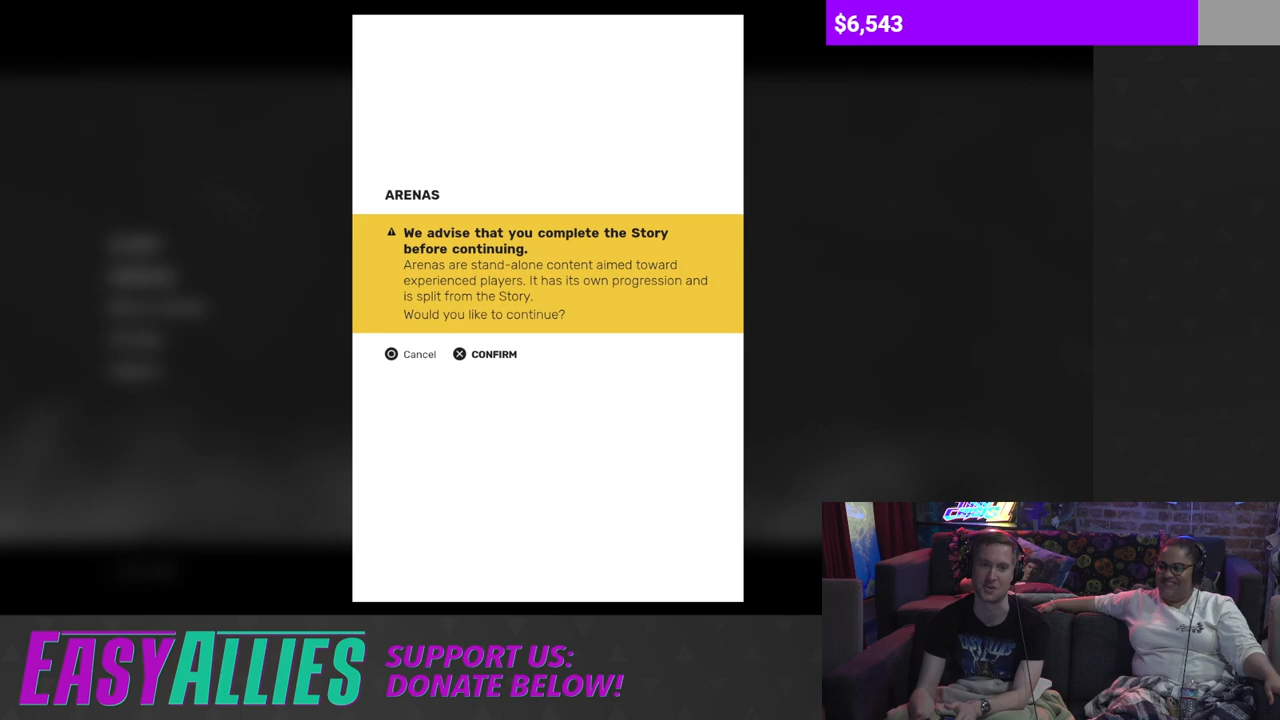 $6,543
ARENAS
We advise that you complete the Story
before continuing.
Arenas are stand-alone content aimed toward
experienced players. It has its own progression and
is split from the Story.
Would you like to continue?
Cancel
CONFIRM
EASYALLIES
SUPPORT US:
DONATE BELOW!